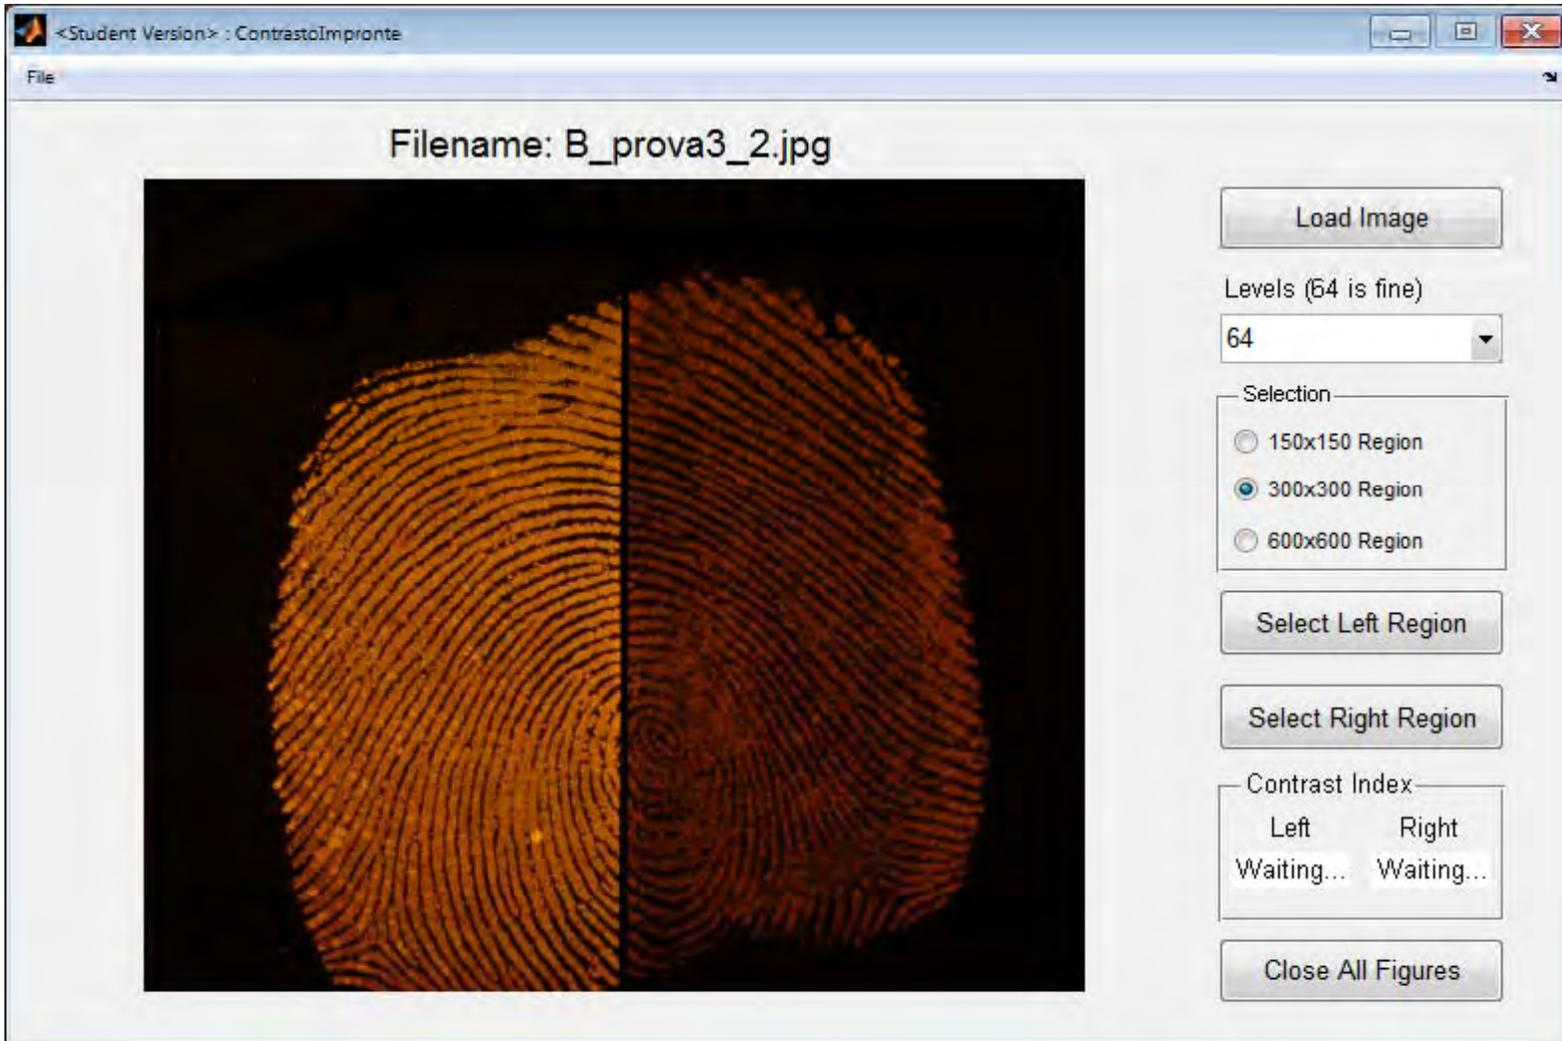 <Student Version> : ContrastoImpronte
File
Filename: B_prova3_2.jpg
Load Image
Levels (64 is fine)
64
Selection
150x150 Region
300x300 Region
600x600 Region
Select Left Region
Select Right Region
Contrast Index
Left Right
Waiting... Waiting...
Close All Figures